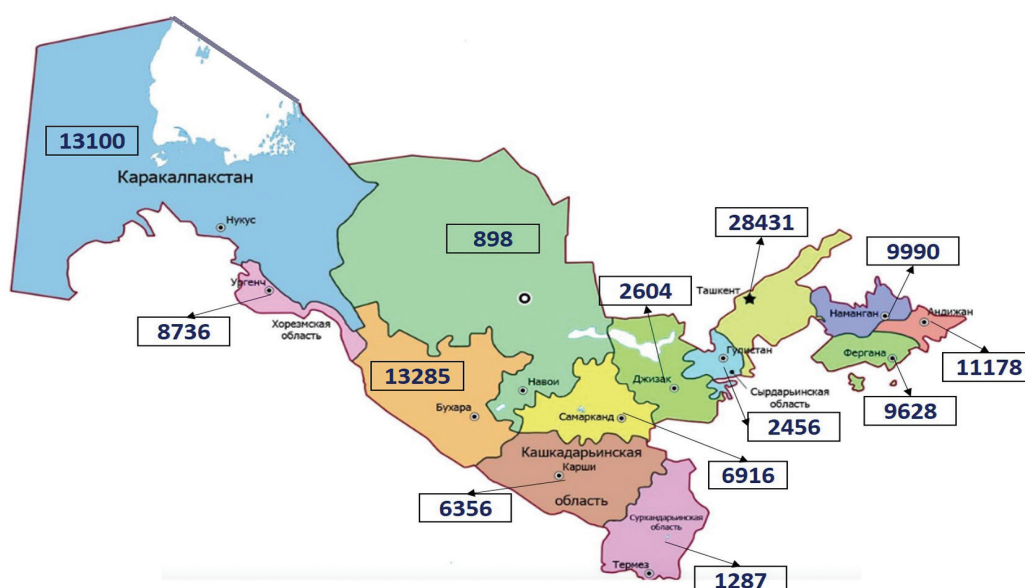 13100
Каракалпакстан
Нукус
Ургенч
8736
Хорезмская
область
898
28431
Ташкент
9990
2604
Наманган
Андижан
Фергана
11178
9628
13285
Бухара
Навои
Джизак
Гулистан
Сырдарьинская
область
2456
Самарканд
6916
Кашкадарьинская
Карши
область
6356
Сурхандарьинская
область
Термез
1287